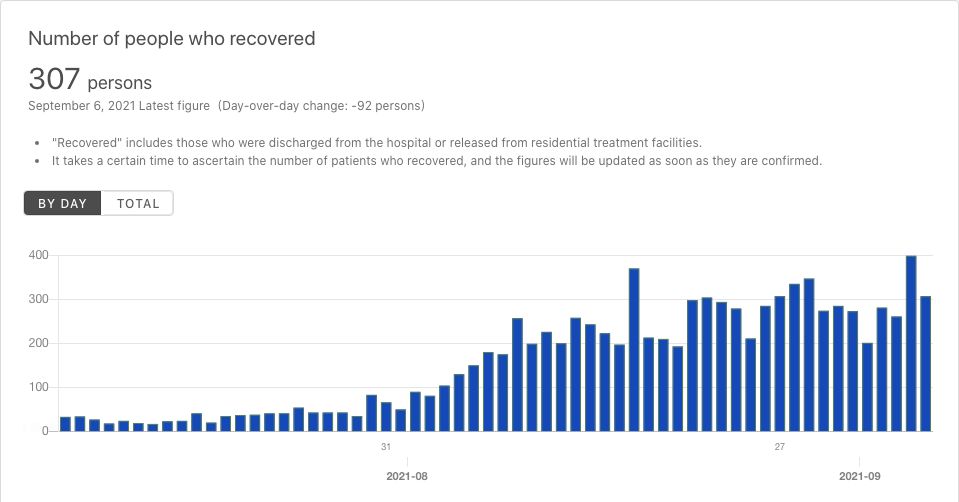 Number of people who recovered
307 persons
September 6, 2021 Latest figure (Day-over-day change: -92 persons)
• "Recovered" includes those who were discharged from the hospital or released from residential treatment facilities.
• It takes a certain time to ascertain the number of patients who recovered, and the figures will be updated as soon as they are confirmed.
BY DAY TOTAL
400
300
200
100
0
31 27
2021-08 2021-09